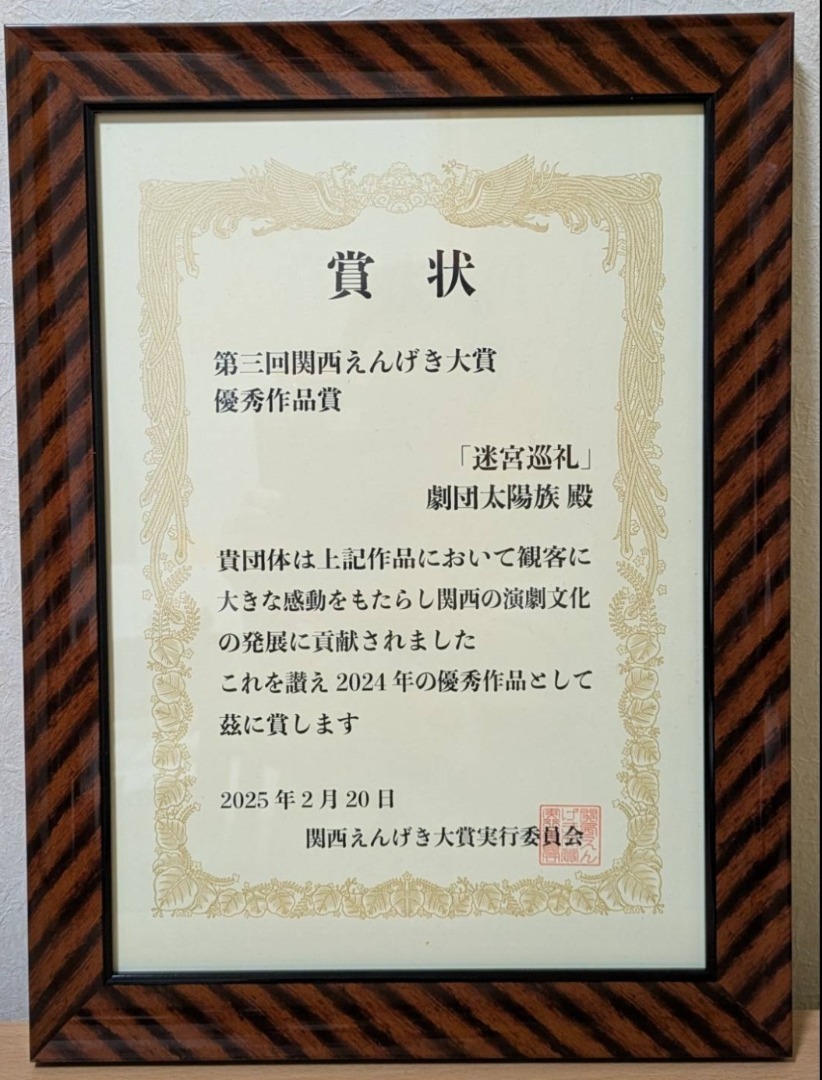 賞 状
第三回関西えんげき大賞
優秀作品賞
「迷宮巡礼」
劇団太陽族 殿
貴団体は上記作品において観客に
大きな感動をもたらし関西の演劇文化
の発展に貢献されました
これを讃え 2024 年の優秀作品として
茲に賞します
2025 年 2 月 20 日
関西えんげき大賞実行委員会